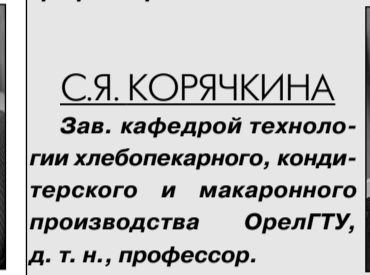 С.Я. КОРЯЧКИНА
Зав. кафедрой техноло-
гии хлебопекарного, конди-
терского и макаронного
производства ОрелГТУ,
д. т. н., профессор.